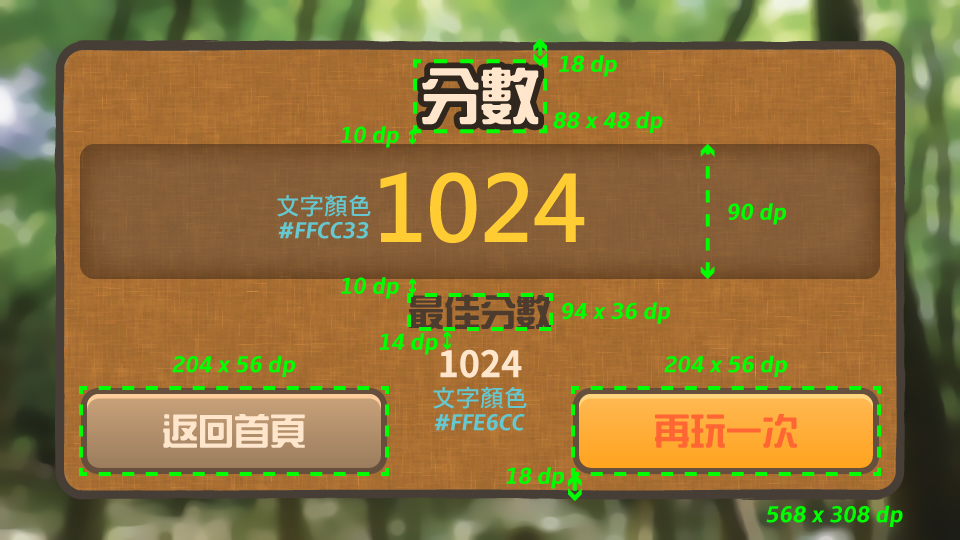 18 dp
分數
88 x 48 dp
10 dp
文字顏色
#FFCC33
1024
90 dp
10 dp
最佳分數
94 x 36 dp
14 dp
204 x 56 dp
1024
204 x 56 dp
文字顏色
#FFE6CC
返回首頁
再玩一次
18 dp
568 x 308 dp